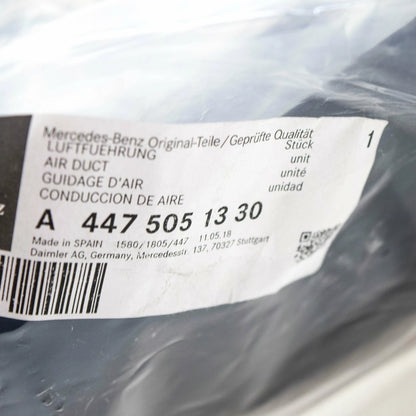 Mercedes-Benz Original-Teile/Geprüfte Qualität
LUFTFUEHRUNG Stück 1
AIR DUCT unit
GUIDAGE D'AIR unité
CONDUCCION DE AIRE unidad
A 447 505 13 30
Made in SPAIN 1580/1805/447 11.05.18
Daimler AG, Germany, Mercedesstr. 137, 70327 Stuttgart
z